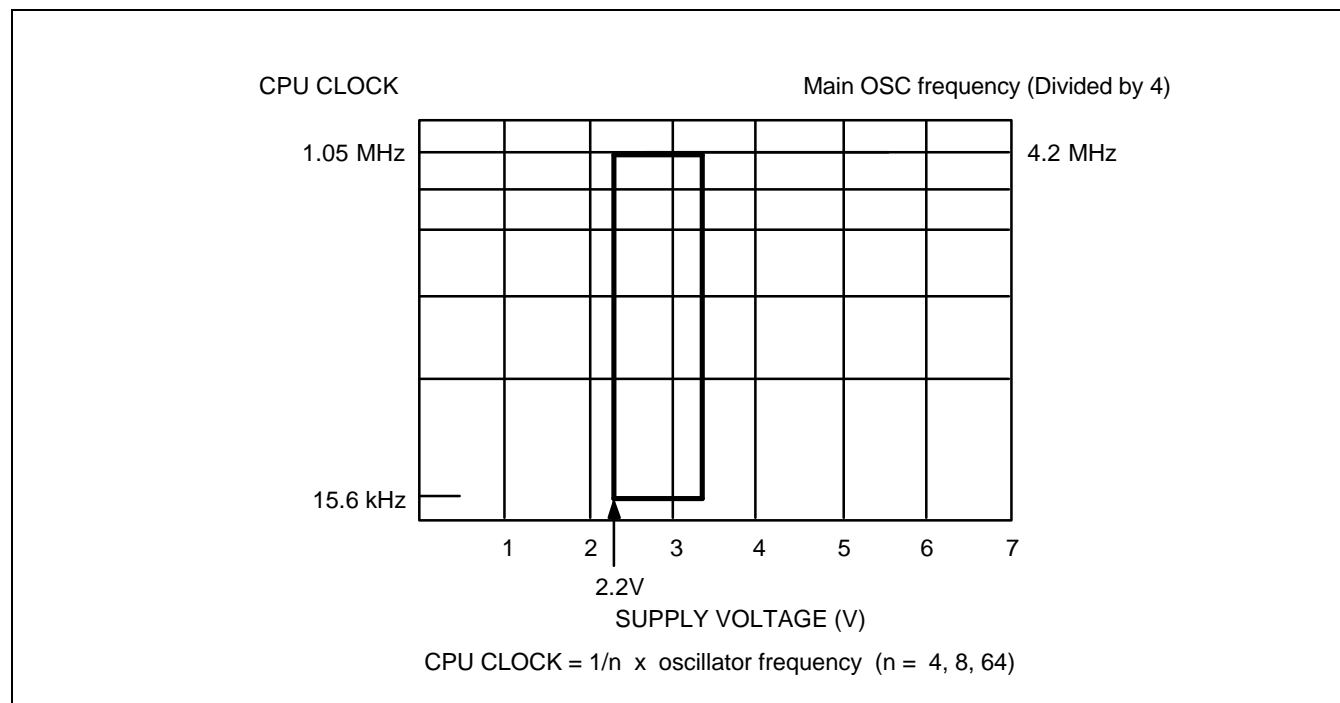 CPU CLOCK
Main OSC frequency (Divided by 4)
1.05 MHz
4.2 MHz
15.6 kHz
1 2 3 4 5 6 7
2.2V
SUPPLY VOLTAGE (V)
CPU CLOCK = 1/n x oscillator frequency (n = 4, 8, 64)